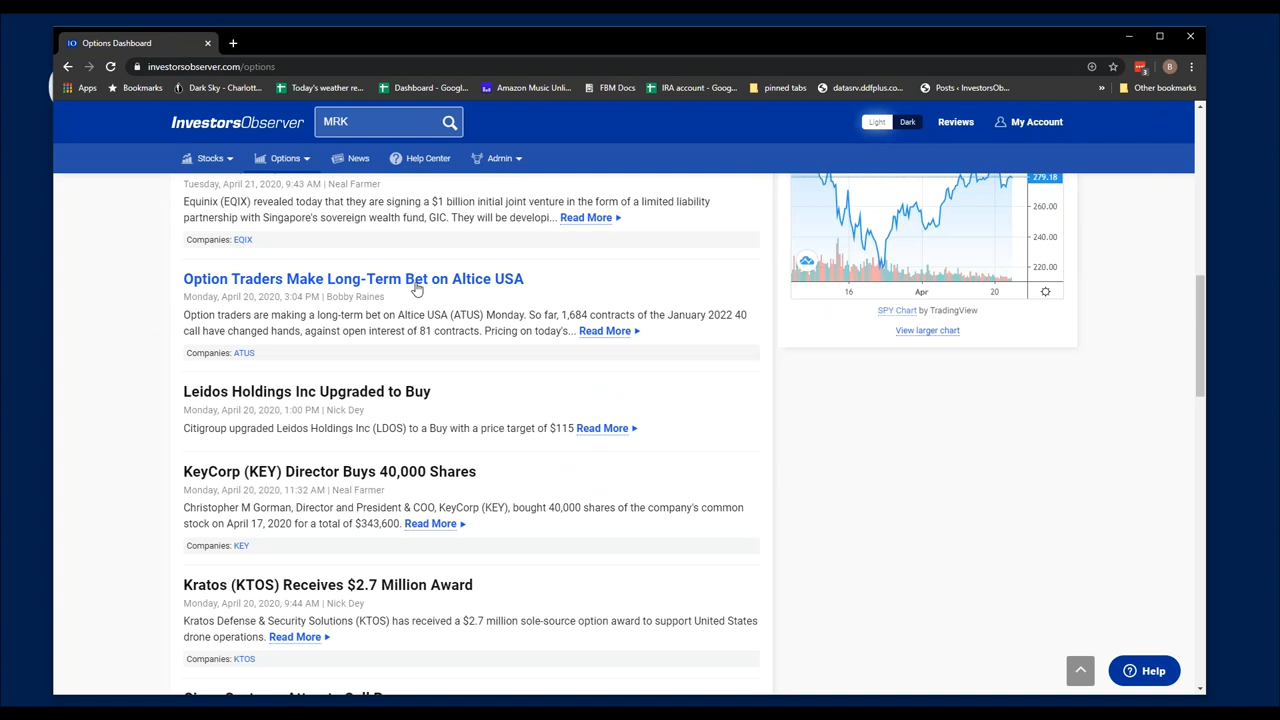 Options Dashboard
investorsobserver.com/options
3
B
Apps
Bookmarks
Dark Sky - Charlott...
Today's weather re...
Dashboard - Googl...
Amazon Music Unli...
FBM Docs
IRA account - Goog...
pinned tabs
datasrv.ddfplus.co...
Posts ‹ InvestorsOb...
»
Other bookmarks
InvestorsObserver
MRK
Light
Dark
Reviews
My Account
Stocks
Options
News
Help Center
Admin
Tuesday, April 21, 2020, 9:43 AM | Neal Farmer
Equinix (EQIX) revealed today that they are signing a $1 billion initial joint venture in the form of a limited liability
partnership with Singapore's sovereign wealth fund, GIC. They will be developi... Read More
Companies: EQIX
Option Traders Make Long-Term Bet on Altice USA
Monday, April 20, 2020, 3:04 PM | Bobby Raines
Option traders are making a long-term bet on Altice USA (ATUS) Monday. So far, 1,684 contracts of the January 2022 40
call have changed hands, against open interest of 81 contracts. Pricing on today's... Read More
Companies: ATUS
Leidos Holdings Inc Upgraded to Buy
Monday, April 20, 2020, 1:00 PM | Nick Dey
Citigroup upgraded Leidos Holdings Inc (LDOS) to a Buy with a price target of $115 Read More
KeyCorp (KEY) Director Buys 40,000 Shares
Monday, April 20, 2020, 11:32 AM | Neal Farmer
Christopher M Gorman, Director and President & COO, KeyCorp (KEY), bought 40,000 shares of the company's common
stock on April 17, 2020 for a total of $343,600. Read More
Companies: KEY
Kratos (KTOS) Receives $2.7 Million Award
Monday, April 20, 2020, 9:44 AM | Nick Dey
Kratos Defense & Security Solutions (KTOS) has received a $2.7 million sole-source option award to support United States
drone operations. Read More
Companies: KTOS
279.18
260.00
240.00
220.00
16
Apr
20
SPY Chart by TradingView
View larger chart
Help